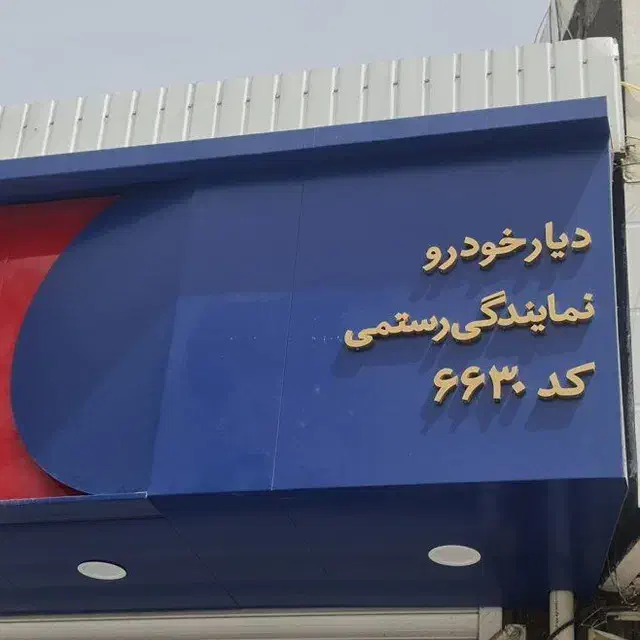 دیار خودرو
نمایندگی رستمی
کد ۶۶۳۰